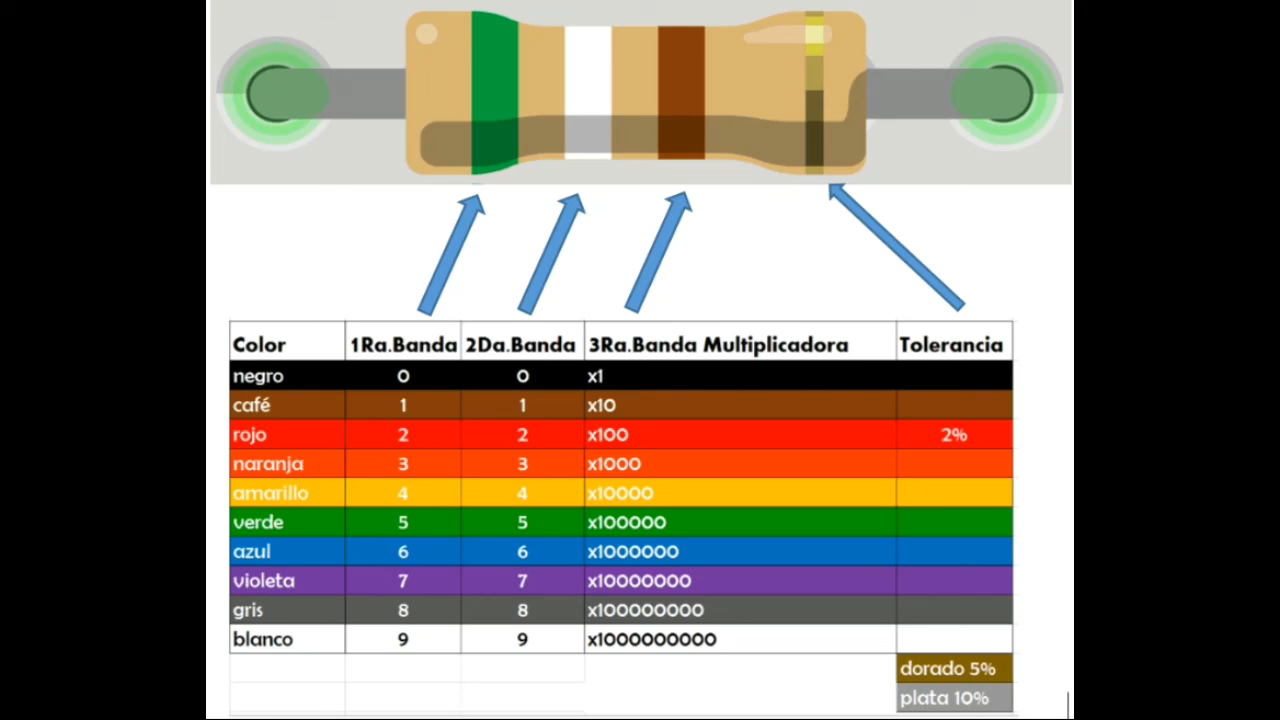 Color 1Ra.Banda 2Da.Banda 3Ra.Banda Multiplicadora Tolerancia
negro 0 0 x1
café 1 1 x10
rojo 2 2 x100 2%
naranja 3 3 x1000
amarillo 4 4 x10000
verde 5 5 x100000
azul 6 6 x1000000
violeta 7 7 x10000000
gris 8 8 x100000000
blanco 9 9 x1000000000
dorado 5%
plata 10%